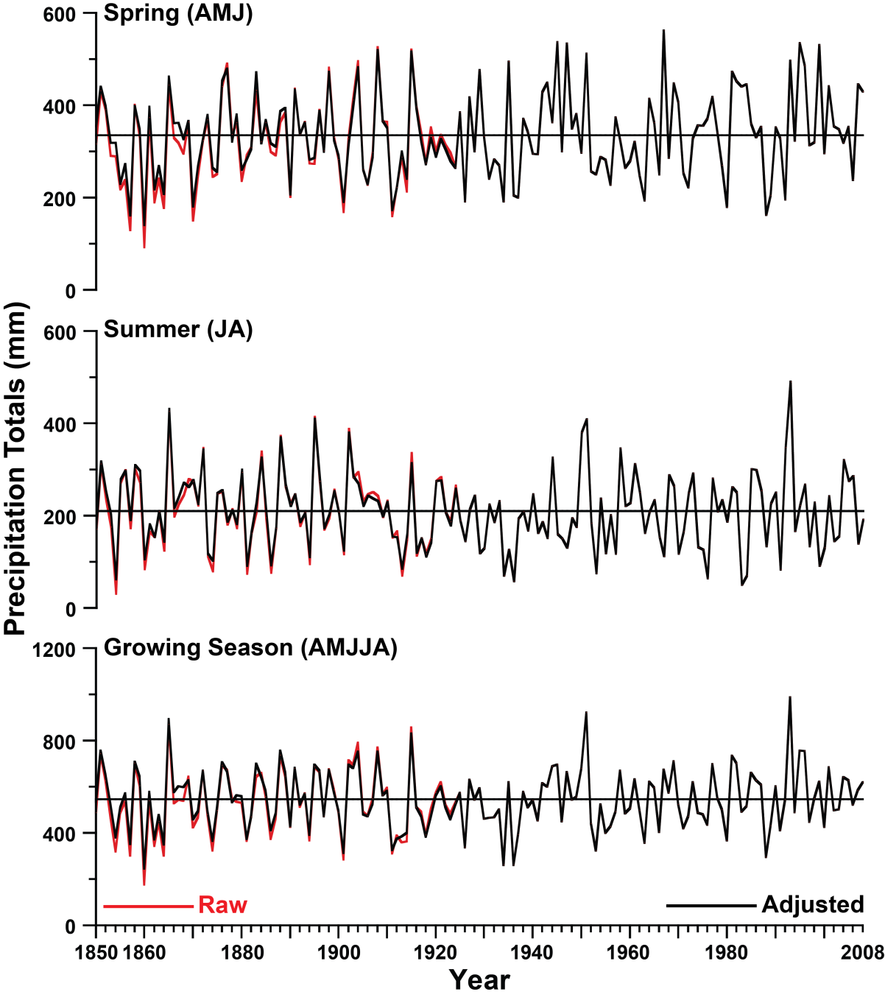 Precipitation Totals (mm)
Spring (AMJ)
600
400
200
0
Summer (JA)
600
400
200
0
Growing Season (AMJJA)
1200
800
400
0
Raw
Adjusted
1850 1860 1880 1900 1920 1940 1960 1980 2008
Year